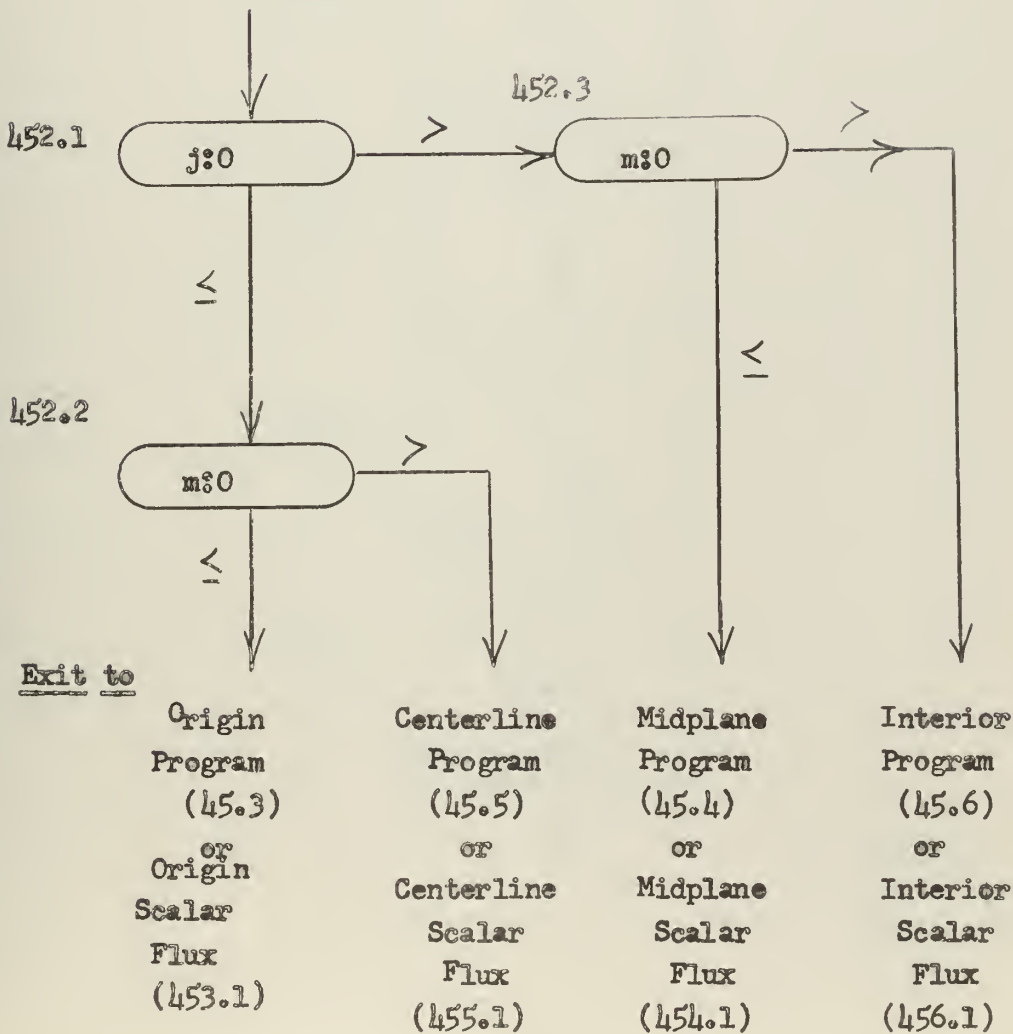 452.3
452.1
j:0
>
m:0
>
≤
≤
452.2
m:0
>
≤
Exit to
Origin
Program
(45.3)
or
Origin
Scalar
Flux
(453.1)
Centerline
Program
(45.5)
or
Centerline
Scalar
Flux
(455.1)
Midplane
Program
(45.4)
or
Midplane
Scalar
Flux
(454.1)
Interior
Program
(45.6)
or
Interior
Scalar
Flux
(456.1)